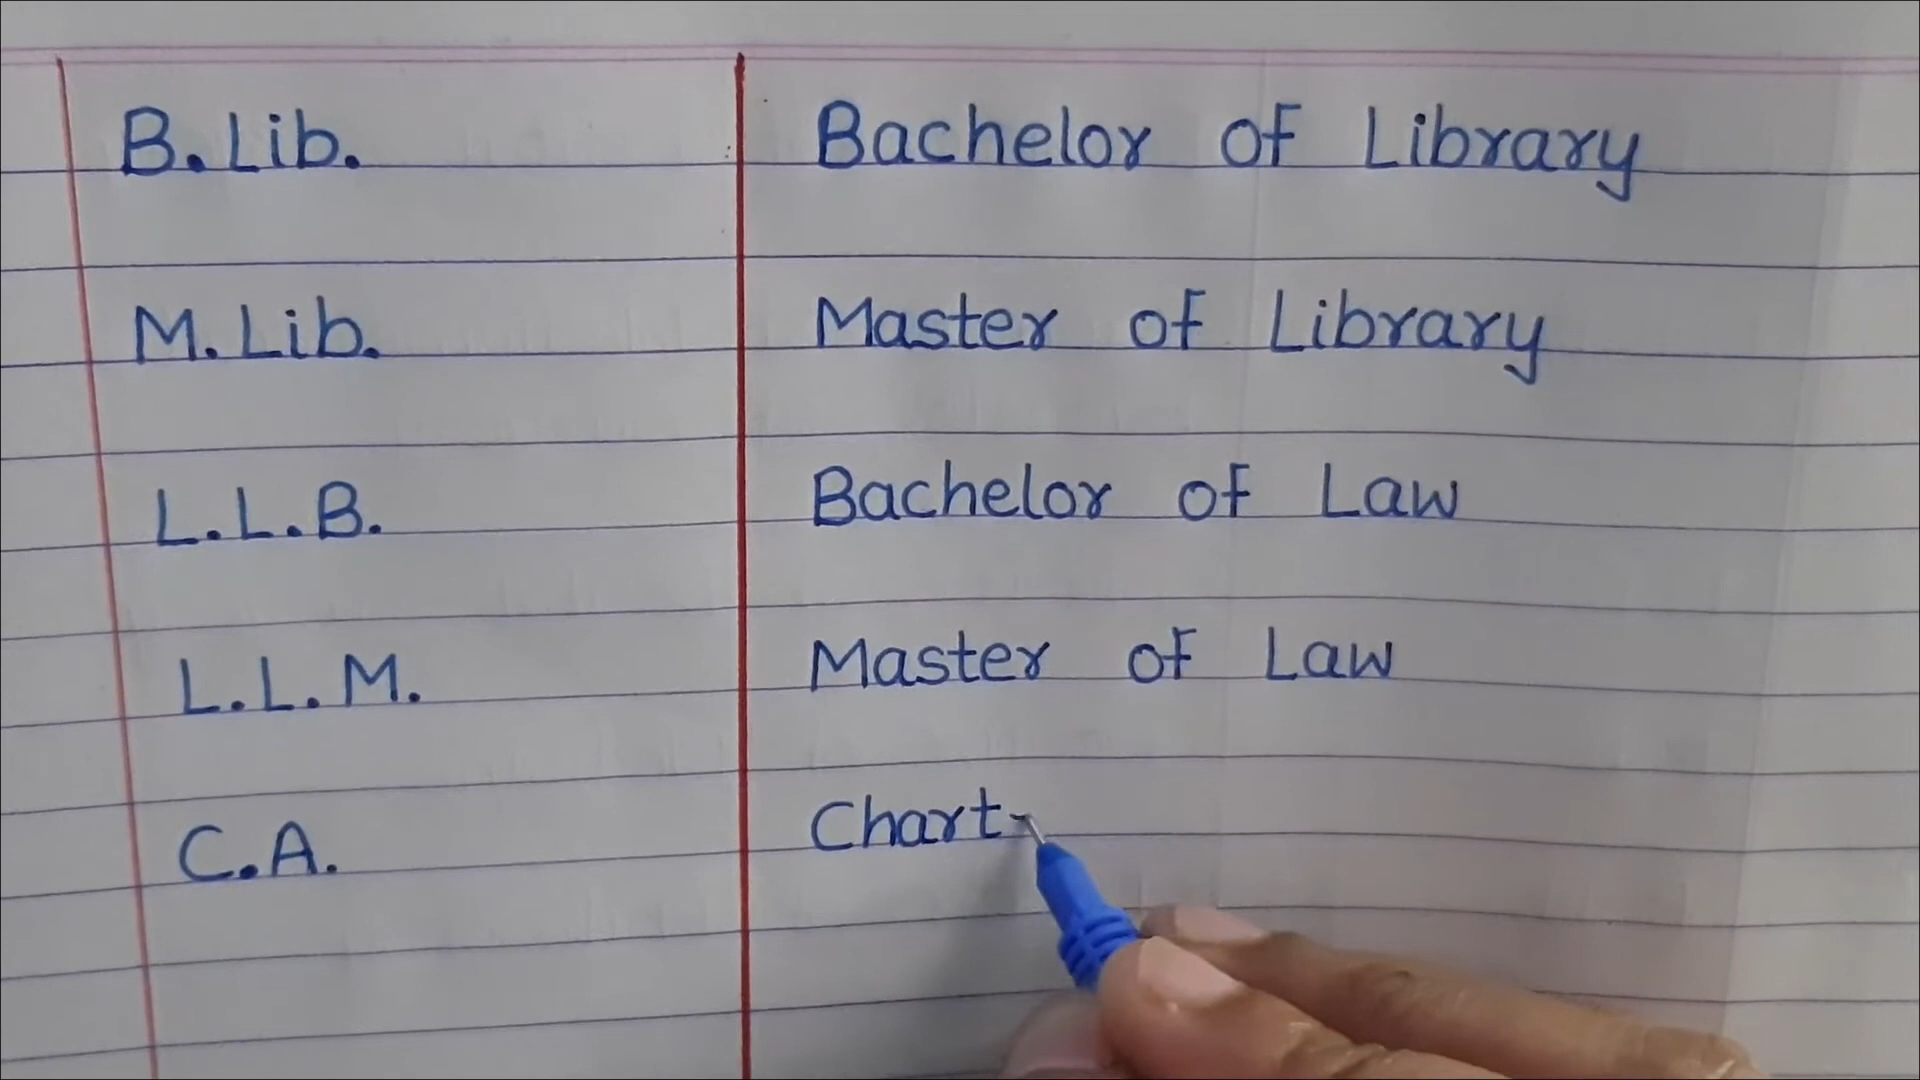 B.Lib. Bachelor of Library
M.Lib. Master of Library
L.L.B. Bachelor of Law
L.L.M. Master of Law
C.A. Chart